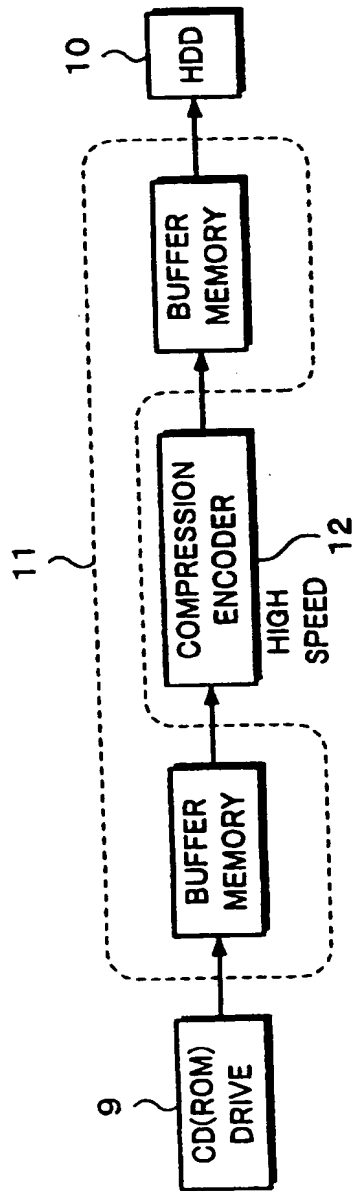 11
9
CD(ROM)
DRIVE
BUFFER
MEMORY
COMPRESSION
ENCODER
12
HIGH
SPEED
BUFFER
MEMORY
10
HDD